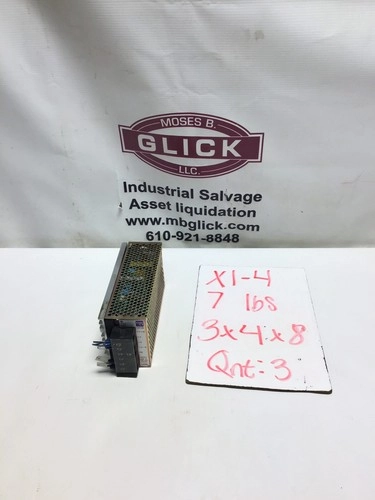 MOSES B.
GLICK
LLC.
Industrial Salvage
Asset liquidation
www.mbglick.com
610-921-8848
X1-4
7 lbs
3x4x8
Qnt: 3